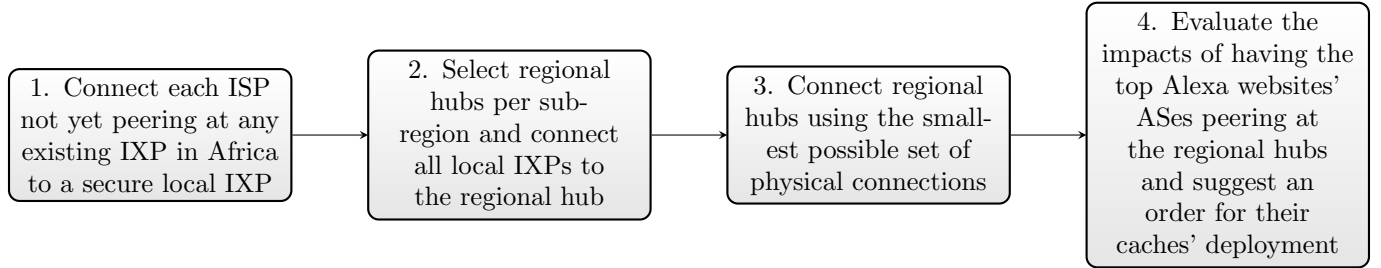 1. Connect each ISP
not yet peering at any
existing IXP in Africa
to a secure local IXP
2. Select regional
hubs per sub-
region and connect
all local IXPs to
the regional hub
3. Connect regional
hubs using the small-
est possible set of
physical connections
4. Evaluate the
impacts of having the
top Alexa websites'
ASes peering at
the regional hubs
and suggest an
order for their
caches' deployment